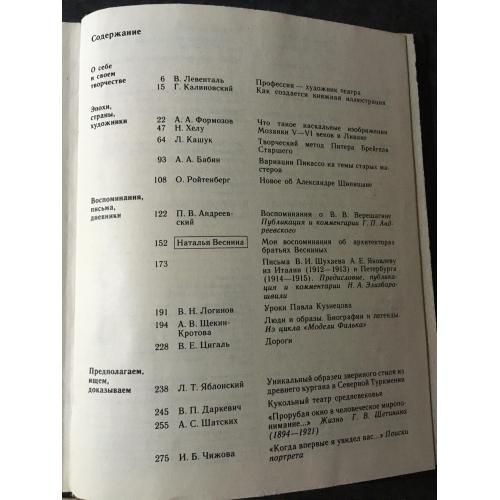 Содержание
О себе
и своем
творчестве
6 В. Левенталь Профессия — художник театра
15 Г. Калиновский Как создается книжная иллюстрация
Эпохи,
страны,
художники
22 А. А. Формозов Что такое наскальные изображения
47 Н. Хелу Мозаики V—VI веков в Ливане
64 Л. Кашук Творческий метод Питера Брейгеля
Старшего
93 А. А. Бабин Вариации Пикассо на темы старых ма-
стеров
108 О. Ройтенберг Новое об Александре Щипицыне
Воспоминания,
письма,
дневники
122 П. В. Андреев- Воспоминания о В. В. Верещагине
ский Публикация и комментарии Г. П. Анд-
реевского
152 Наталья Веснина Мои воспоминания об архитекторах
братьях Весниных
173 Письма В. И. Шухаева А. Е. Яковлеву
из Италии (1912—1913) и Петербурга
(1914—1915). Предисловие, публика-
ция и комментарии Н. А. Элизбара-
швили
191 В. Н. Логинов Уроки Павла Кузнецова
194 А. В. Щекин- Люди и образы. Биографии и легенды.
Кротова Из цикла «Модели Фалька»
228 В. Е. Цигаль Дороги
Предполагаем,
ищем,
доказываем
238 Л. Т. Яблонский Уникальный образец звериного стиля из
древнего кургана в Северной Туркмении
245 В. П. Даркевич Кукольный театр средневековья
255 А. С. Шатских «Прорубая окно в человеческое миропо-
нимание...» Жизнь Г. В. Щетинина
(1894—1921)
275 И. Б. Чижова «Когда впервые я увидел вас...» Поиски
портрета